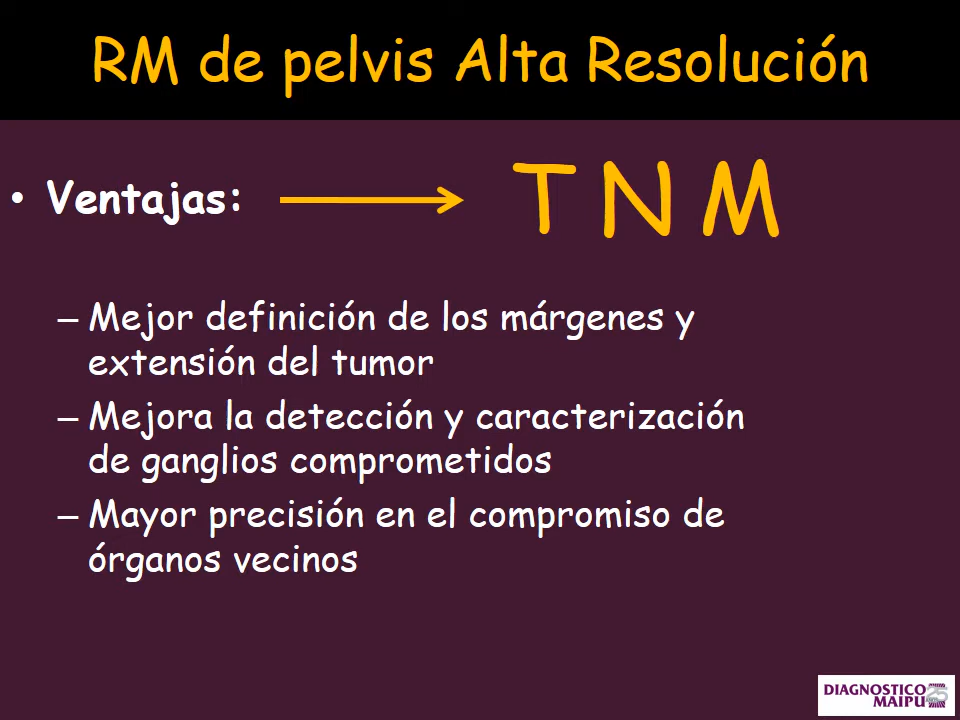 RM de pelvis Alta Resolución
• Ventajas: → T N M
– Mejor definición de los márgenes y
extensión del tumor
– Mejora la detección y caracterización
de ganglios comprometidos
– Mayor precisión en el compromiso de
órganos vecinos
DIAGNOSTICO
MAIPU 25